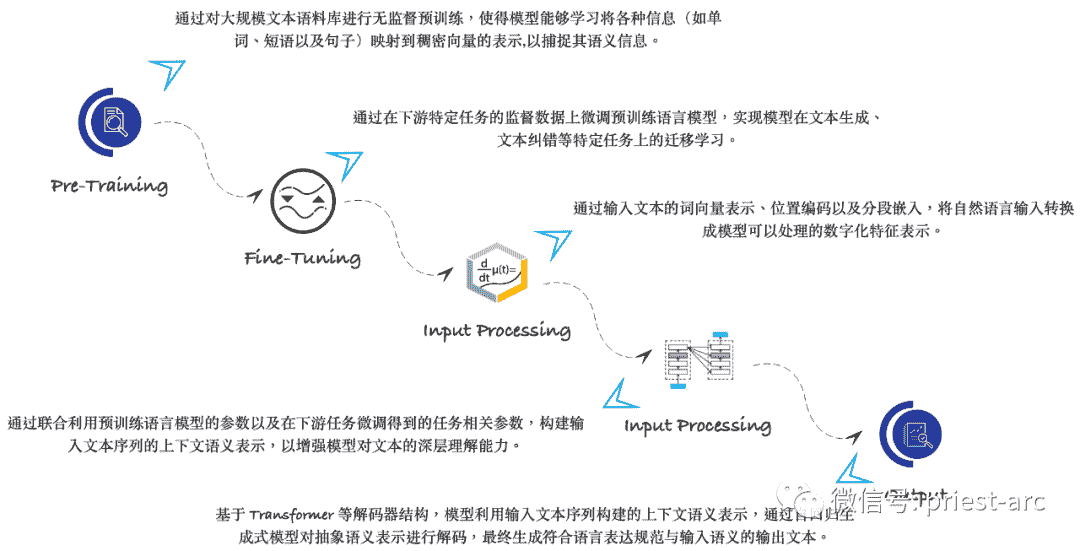 通过对大规模文本语料库进行无监督预训练，使得模型能够学习将各种信息（如单
词、短语以及句子）映射到稠密向量的表示,以捕捉其语义信息。
Pre-Training
通过在下游特定任务的监督数据上微调预训练语言模型，实现模型在文本生成、
文本纠错等特定任务上的迁移学习。
Fine-Tuning
通过输入文本的词向量表示、位置编码以及分段嵌入，将自然语言输入转换
成模型可以处理的数字化特征表示。
d
dt
μ(t)=
Input Processing
通过联合利用预训练语言模型的参数以及在下游任务微调得到的任务相关参数，构建输
入文本序列的上下文语义表示，以增强模型对文本的深层理解能力。
Input Processing
Output
微信号: priest-arc
基于 Transformer 等解码器结构，模型利用输入文本序列构建的上下文语义表示，通过自回归生
成式模型对抽象语义表示进行解码，最终生成符合语言表达规范与输入语义的输出文本。